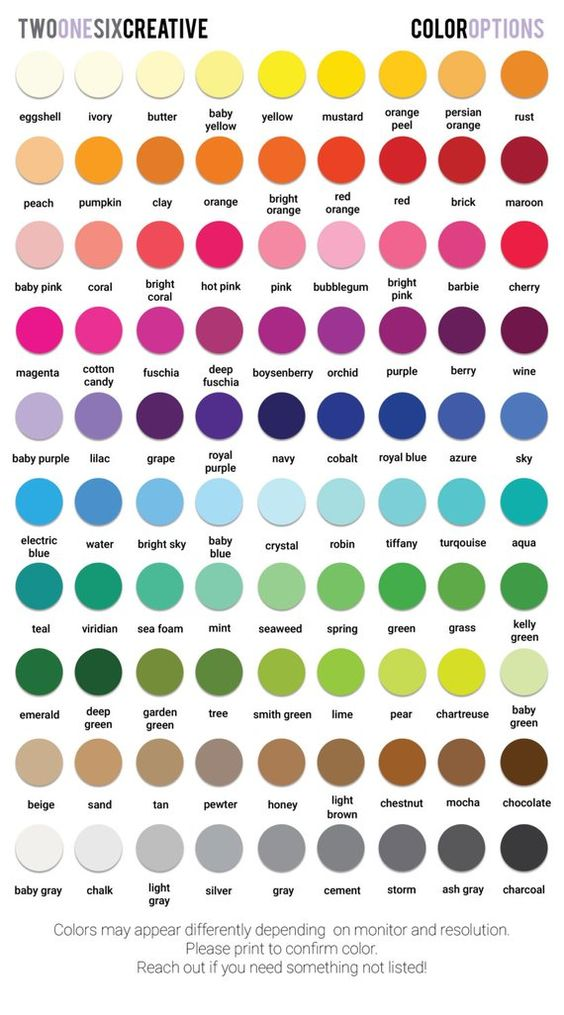 TWOONESIXCREATIVE COLOROPTIONS
eggshell ivory butter baby yellow yellow mustard orange peel persian orange rust
peach pumpkin clay orange bright orange red orange red brick maroon
baby pink coral bright coral hot pink pink bubblegum bright pink barbie cherry
magenta cotton candy fuschia deep fuschia boysenberry orchid purple berry wine
baby purple lilac grape royal purple navy cobalt royal blue azure sky
electric blue water bright sky baby blue crystal robin tiffany turqouise aqua
teal viridian sea foam mint seaweed spring green grass kelly green
emerald deep green garden green tree smith green lime pear chartreuse baby green
beige sand tan pewter honey light brown chestnut mocha chocolate
baby gray chalk light gray silver gray cement storm ash gray charcoal
Colors may appear differently depending on monitor and resolution.
Please print to confirm color.
Reach out if you need something not listed!